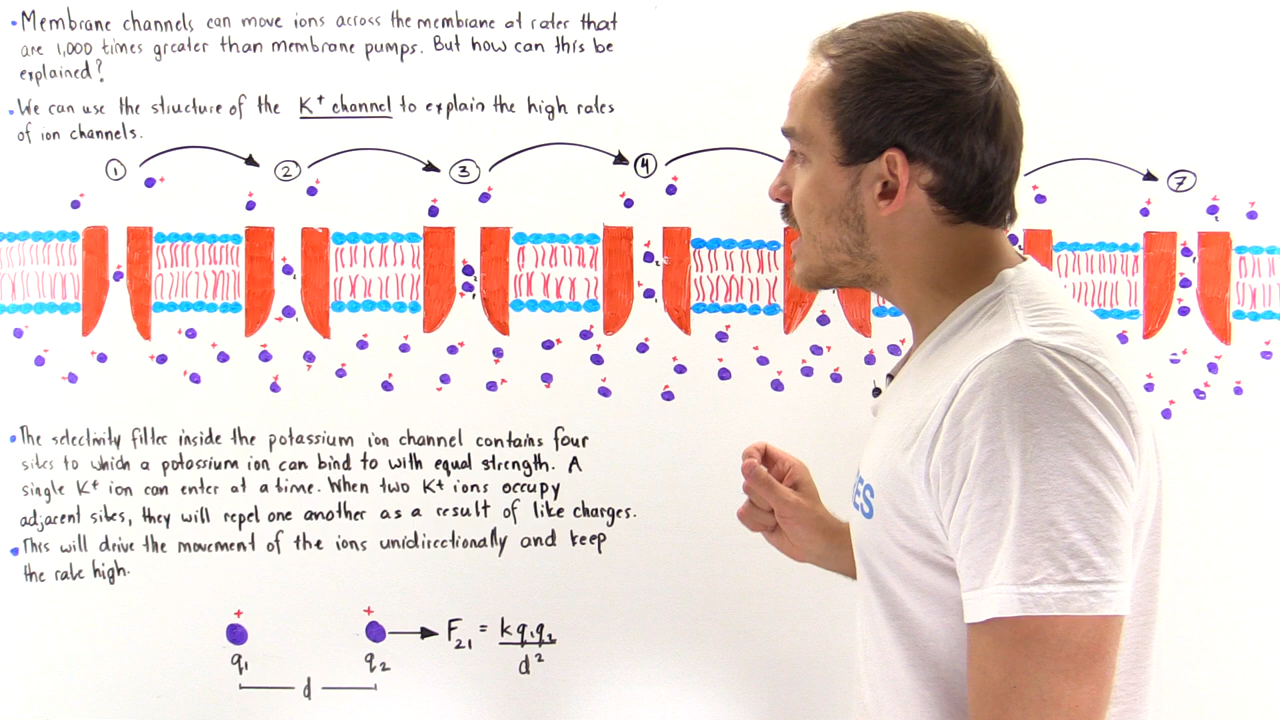 • Membrane channels can move ions across the membrane at rates that
are 1,000 times greater than membrane pumps. But how can this be
explained?
• We can use the structure of the K⁺ channel to explain the high rates
of ion channels.
① ② ③ ④ ⑦
• The selectivity filter inside the potassium ion channel contains four
sites to which a potassium ion can bind to with equal strength. A
single K⁺ ion can enter at a time. When two K⁺ ions occupy
adjacent sites, they will repel one another as a result of like charges.
• This will drive the movement of the ions unidirectionally and keep
the rate high.
+ + F₂₁ = kq₁q₂ / d²
q₁ q₂
d
ES